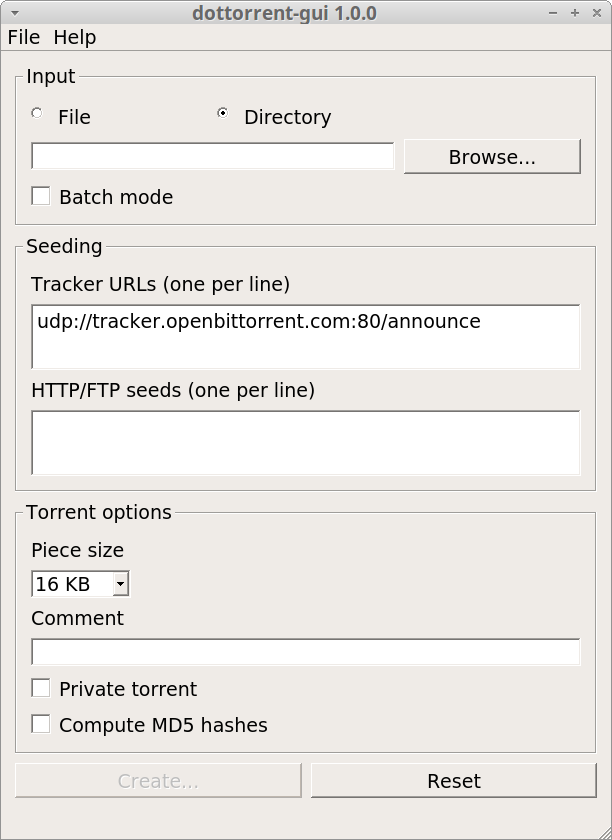 dottorrent-gui 1.0.0
File Help
Input
File Directory
Browse...
Batch mode
Seeding
Tracker URLs (one per line)
udp://tracker.openbittorrent.com:80/announce
HTTP/FTP seeds (one per line)
Torrent options
Piece size
16 KB
Comment
Private torrent
Compute MD5 hashes
Create... Reset